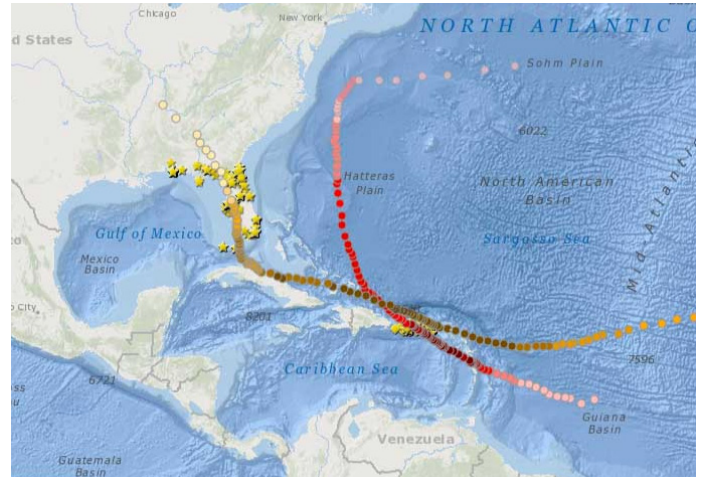 Chicago
New York
NORTH ATLANTIC O
d States
Sohm Plain
6022
Hatteras
Plain
North American
Basin
Mid-Atlantic
Gulf of Mexico
Sargasso Sea
Mexico
Basin
City
8201
7596
Caribbean Sea
6721
Guiana
Basin
Venezuela
Guatemala
Basin